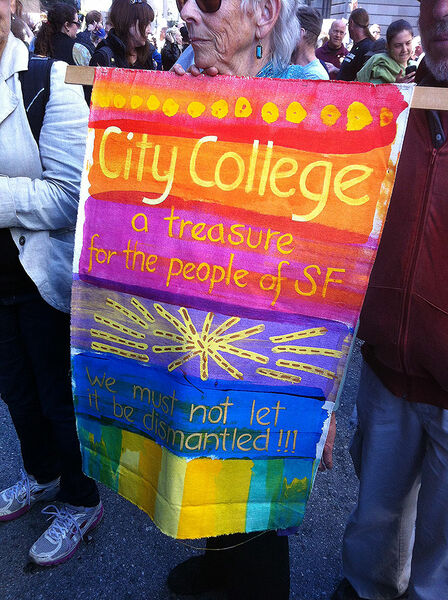 City College
a treasure
for the people of SF
We must not let
it be dismantled!!!